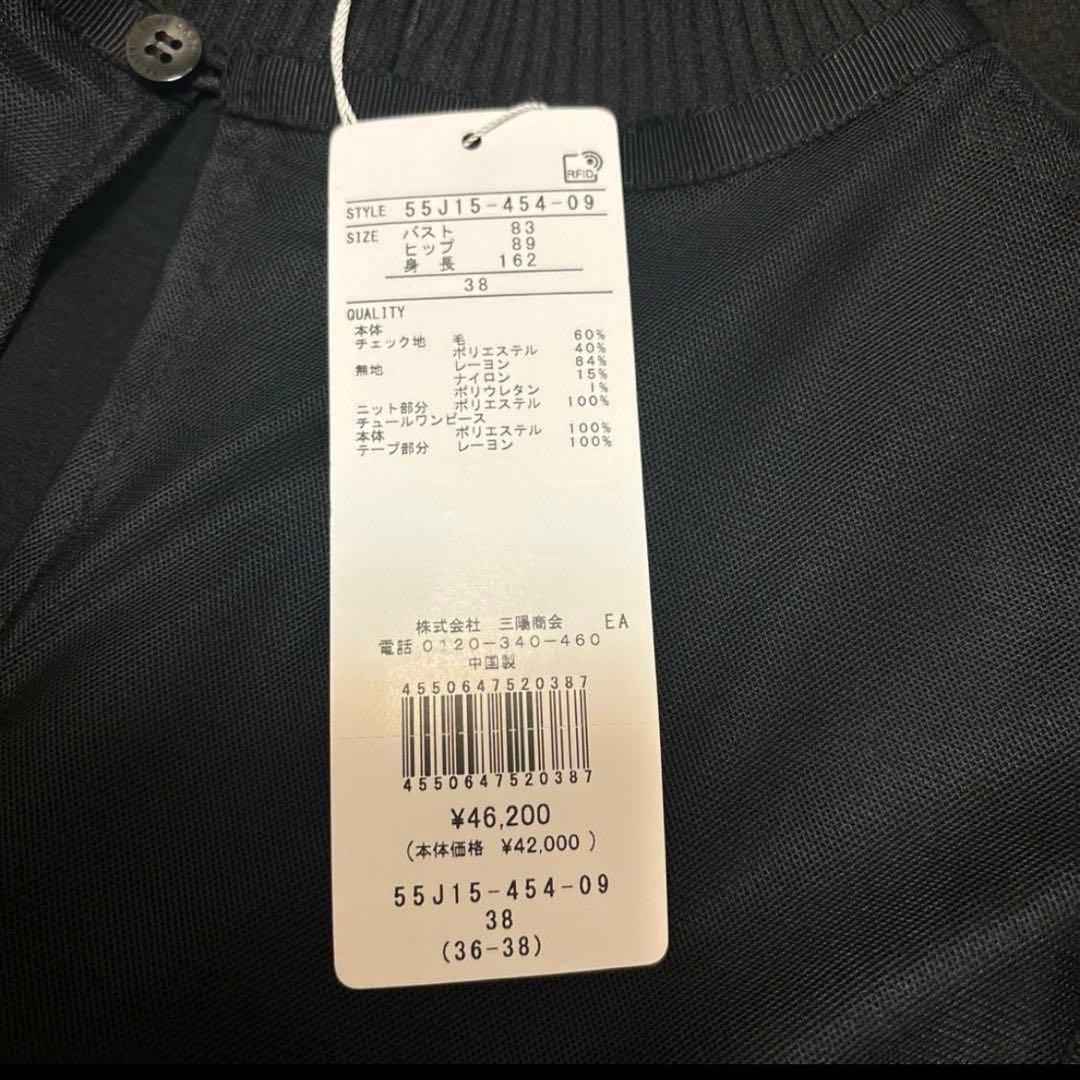 RFID
STYLE 55J15-454-09
SIZE バスト 83
ヒップ 89
身 長 162
38
QUALITY
本体
チェック地 毛 60%
ポリエステル 40%
無地 レーヨン 84%
ナイロン 15%
ポリウレタン 1%
ニット部分 ポリエステル 100%
チュールワンピース
本体 ポリエステル 100%
テープ部分 レーヨン 100%
株式会社 三陽商会 EA
電話 0120-340-460
中国製
4550647520387
4550647520387
¥46,200
(本体価格 ¥42,000 )
55J15-454-09
38
(36-38)